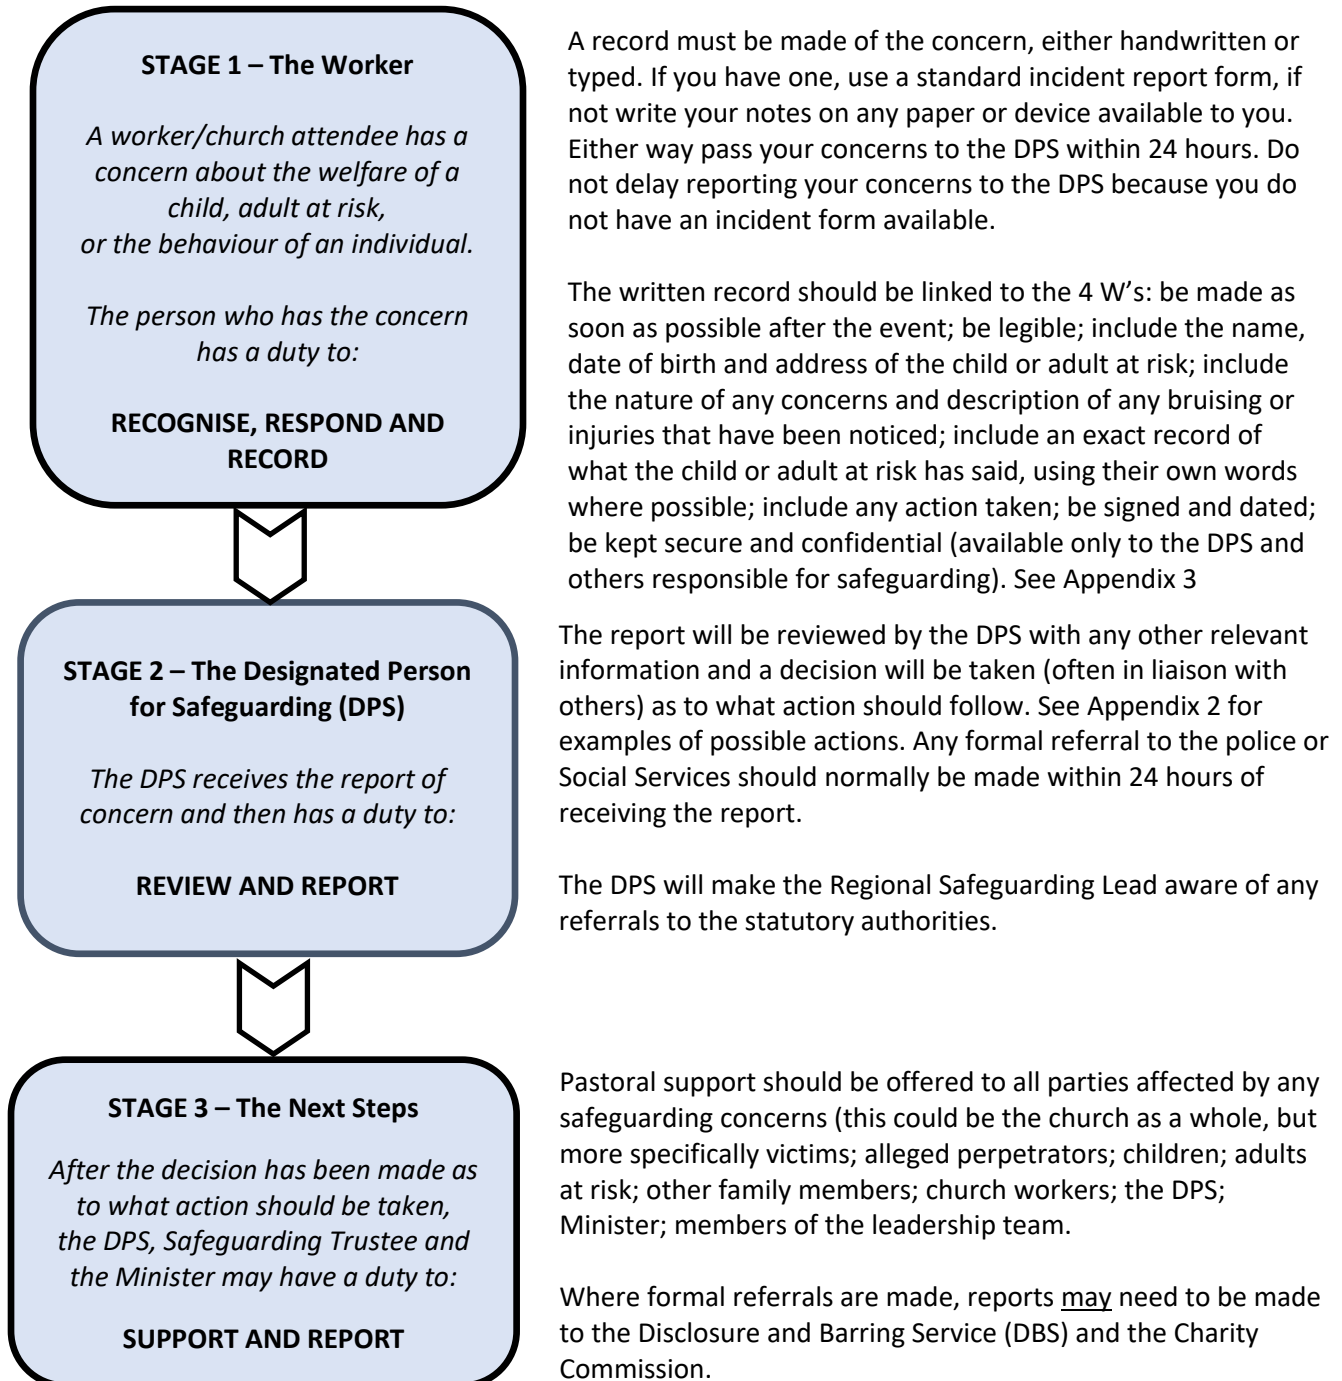 STAGE 1 – The Worker
A worker/church attendee has a
concern about the welfare of a
child, adult at risk,
or the behaviour of an individual.
The person who has the concern
has a duty to:
RECOGNISE, RESPOND AND
RECORD
A record must be made of the concern, either handwritten or
typed. If you have one, use a standard incident report form, if
not write your notes on any paper or device available to you.
Either way pass your concerns to the DPS within 24 hours. Do
not delay reporting your concerns to the DPS because you do
not have an incident form available.
The written record should be linked to the 4 W’s: be made as
soon as possible after the event; be legible; include the name,
date of birth and address of the child or adult at risk; include
the nature of any concerns and description of any bruising or
injuries that have been noticed; include an exact record of
what the child or adult at risk has said, using their own words
where possible; include any action taken; be signed and dated;
be kept secure and confidential (available only to the DPS and
others responsible for safeguarding). See Appendix 3
STAGE 2 – The Designated Person
for Safeguarding (DPS)
The DPS receives the report of
concern and then has a duty to:
REVIEW AND REPORT
The report will be reviewed by the DPS with any other relevant
information and a decision will be taken (often in liaison with
others) as to what action should follow. See Appendix 2 for
examples of possible actions. Any formal referral to the police or
Social Services should normally be made within 24 hours of
receiving the report.
The DPS will make the Regional Safeguarding Lead aware of any
referrals to the statutory authorities.
STAGE 3 – The Next Steps
After the decision has been made as
to what action should be taken,
the DPS, Safeguarding Trustee and
the Minister may have a duty to:
SUPPORT AND REPORT
Pastoral support should be offered to all parties affected by any
safeguarding concerns (this could be the church as a whole, but
more specifically victims; alleged perpetrators; children; adults
at risk; other family members; church workers; the DPS;
Minister; members of the leadership team.
Where formal referrals are made, reports may need to be made
to the Disclosure and Barring Service (DBS) and the Charity
Commission.